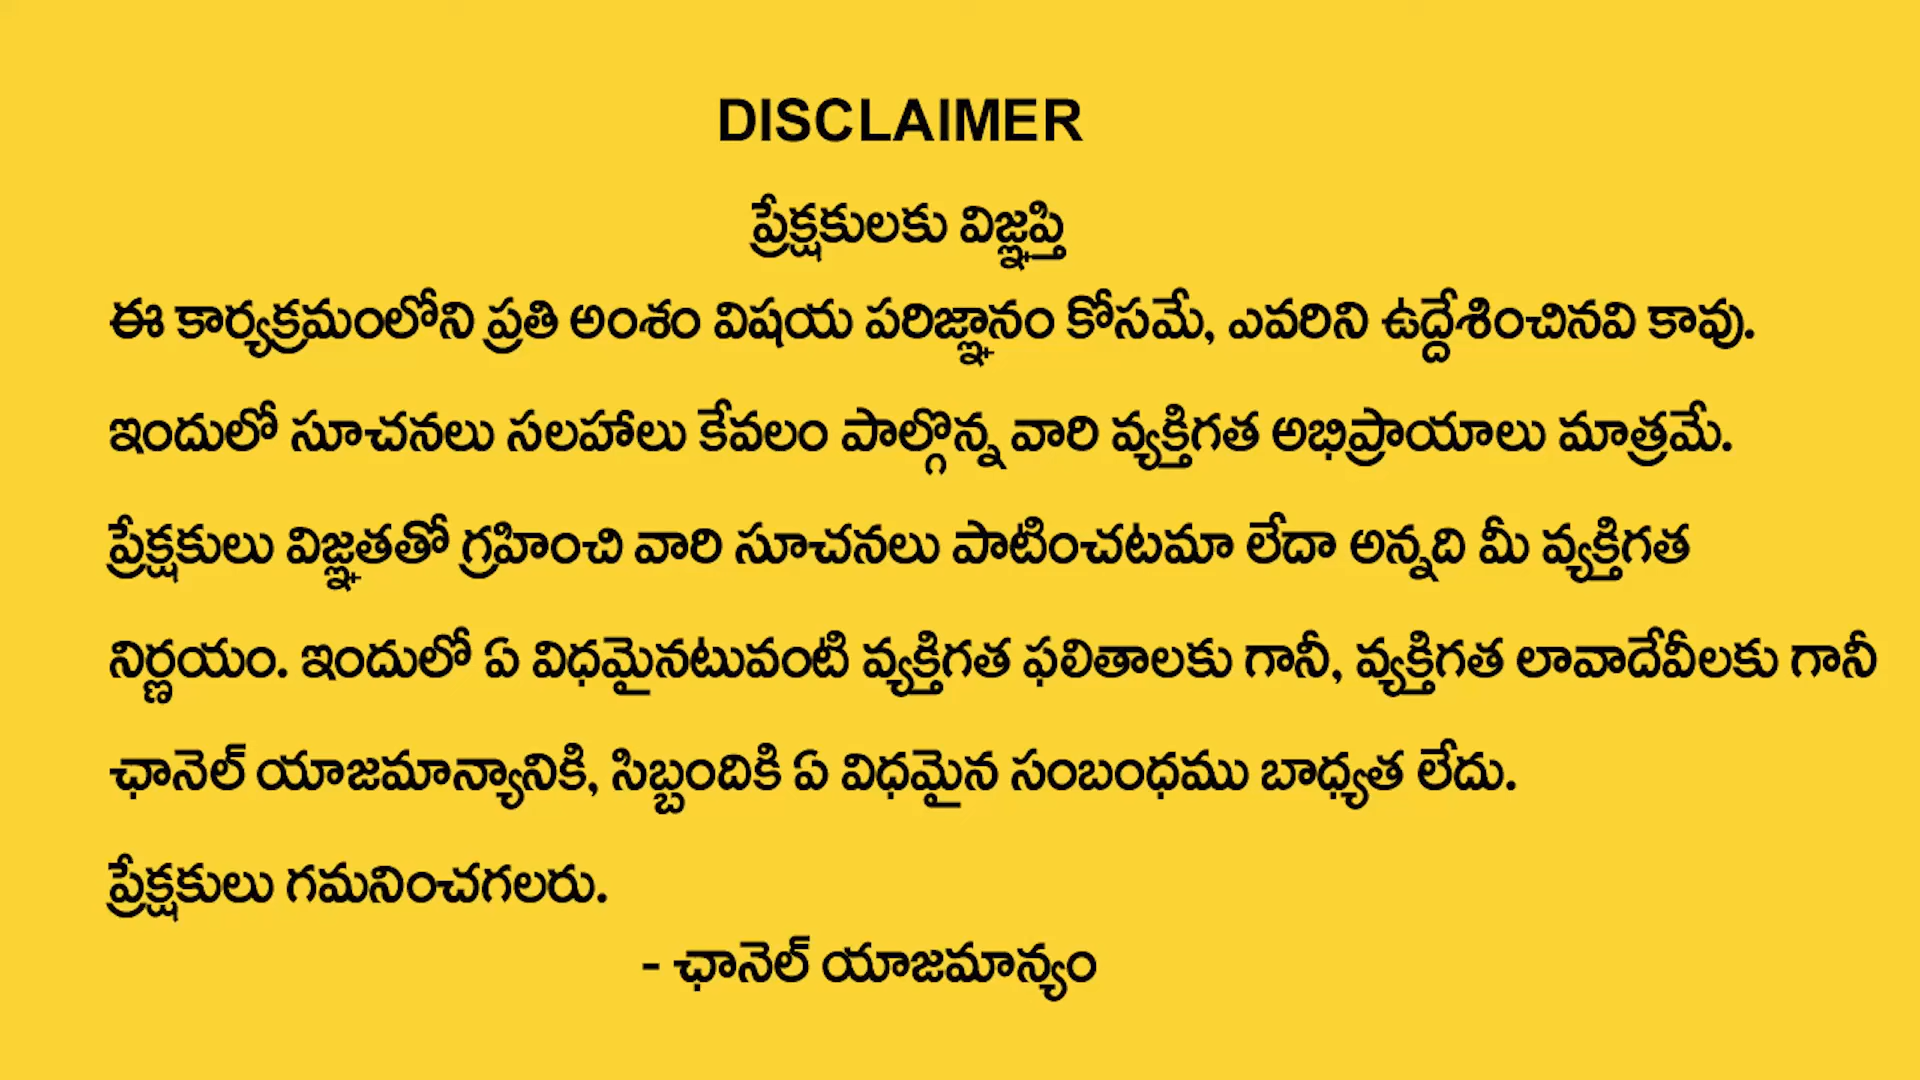 DISCLAIMER
ప్రేక్షకులకు విజ్ఞప్తి
ఈ కార్యక్రమంలోని ప్రతి అంశం విషయ పరిజ్ఞానం కోసమే, ఎవరిని ఉద్దేశించినవి కావు.
ఇందులో సూచనలు సలహాలు కేవలం పాల్గొన్న వారి వ్యక్తిగత అభిప్రాయాలు మాత్రమే.
ప్రేక్షకులు విజ్ఞతతో గ్రహించి వారి సూచనలు పాటించటమా లేదా అన్నది మీ వ్యక్తిగత
నిర్ణయం. ఇందులో ఏ విధమైనటువంటి వ్యక్తిగత ఫలితాలకు గానీ, వ్యక్తిగత లావాదేవీలకు గానీ
ఛానెల్ యాజమాన్యానికి, సిబ్బందికి ఏ విధమైన సంబంధము బాధ్యత లేదు.
ప్రేక్షకులు గమనించగలరు.
- ఛానెల్ యాజమాన్యం